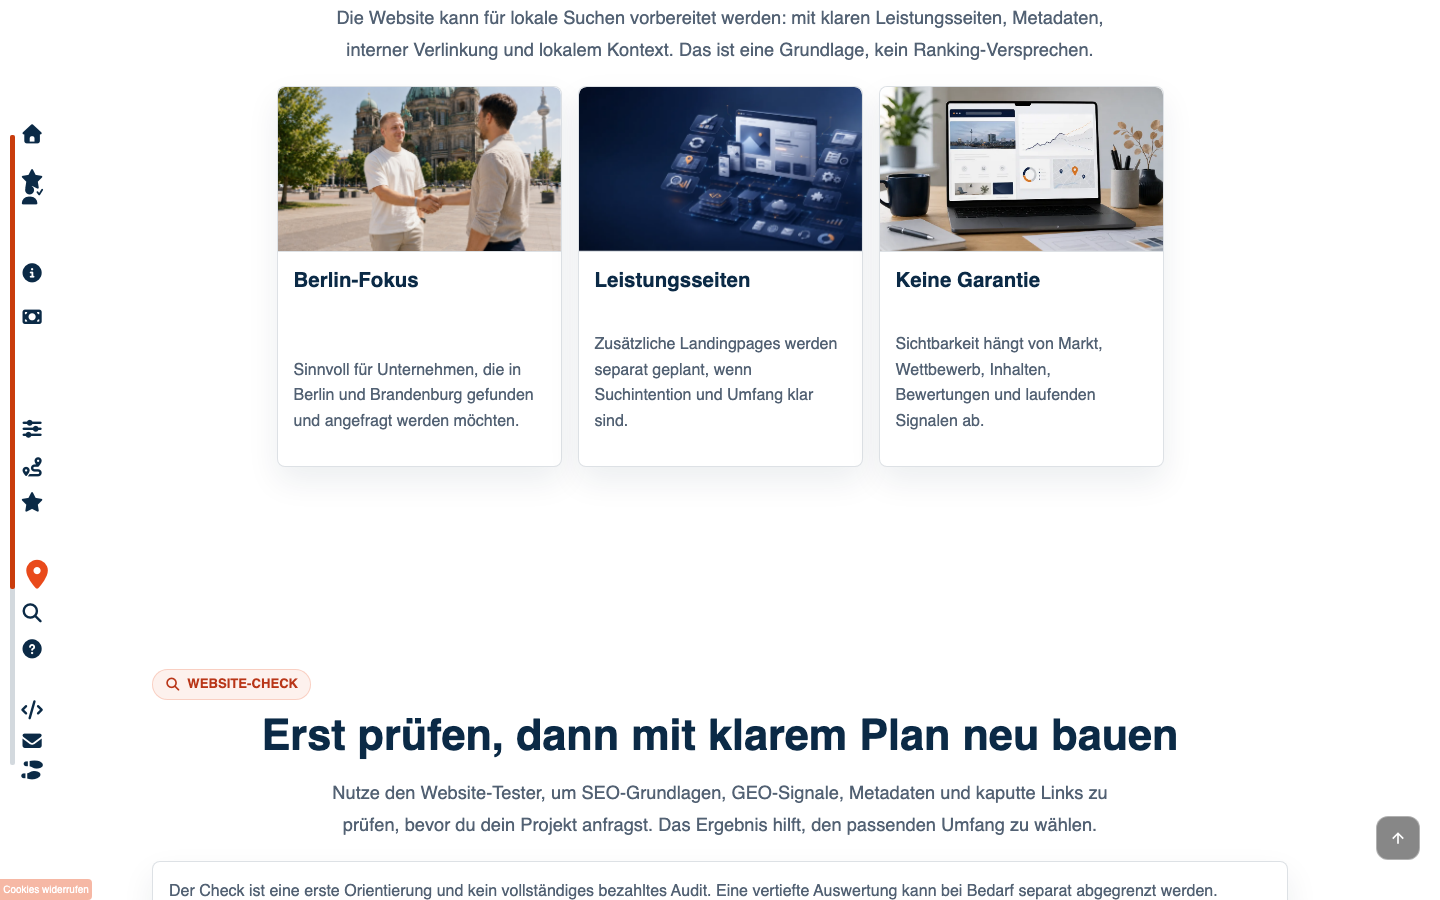 Die Website kann für lokale Suchen vorbereitet werden: mit klaren Leistungsseiten, Metadaten,
interner Verlinkung und lokalem Kontext. Das ist eine Grundlage, kein Ranking-Versprechen.
Berlin-Fokus
Sinnvoll für Unternehmen, die in
Berlin und Brandenburg gefunden
und angefragt werden möchten.
Leistungsseiten
Zusätzliche Landingpages werden
separat geplant, wenn
Suchintention und Umfang klar
sind.
Keine Garantie
Sichtbarkeit hängt von Markt,
Wettbewerb, Inhalten,
Bewertungen und laufenden
Signalen ab.
WEBSITE-CHECK
Erst prüfen, dann mit klarem Plan neu bauen
Nutze den Website-Tester, um SEO-Grundlagen, GEO-Signale, Metadaten und kaputte Links zu
prüfen, bevor du dein Projekt anfragst. Das Ergebnis hilft, den passenden Umfang zu wählen.
Der Check ist eine erste Orientierung und kein vollständiges bezahltes Audit. Eine vertiefte Auswertung kann bei Bedarf separat abgegrenzt werden.
Cookies widerrufen